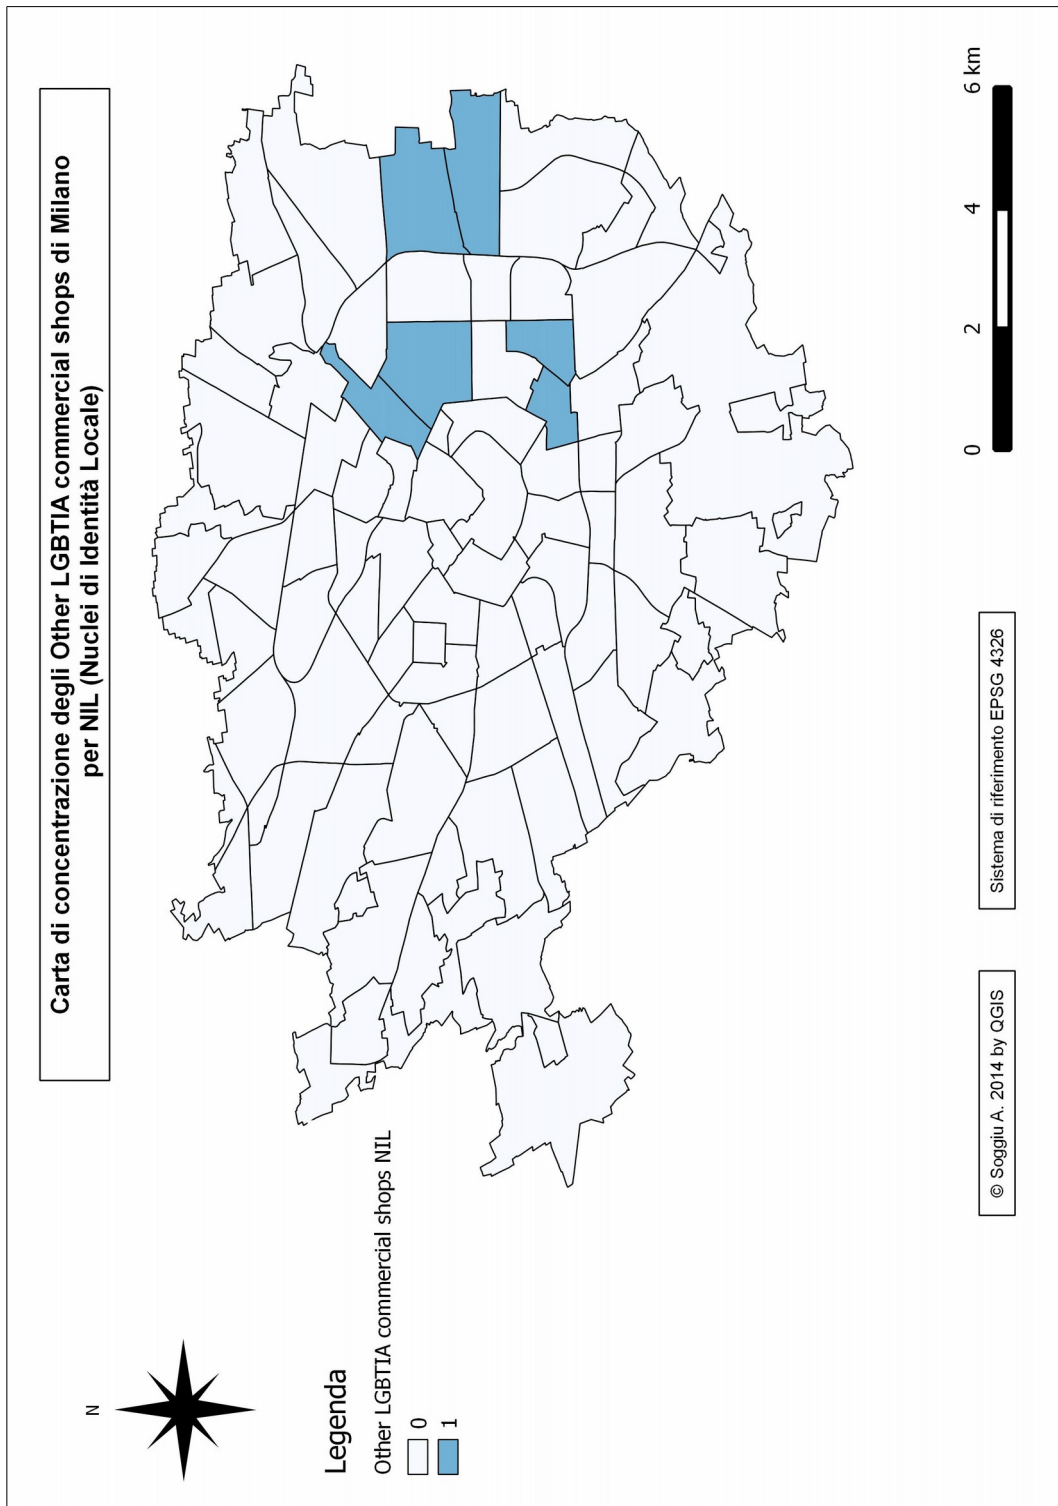 Carta di concentrazione degli Other LGBTIA commercial shops di Milano
per NIL (Nuclei di Identità Locale)
N
Legenda
Other LGBTIA commercial shops NIL
0
1
© Soggiu A. 2014 by QGIS
Sistema di riferimento EPSG 4326
0 2 4 6 km